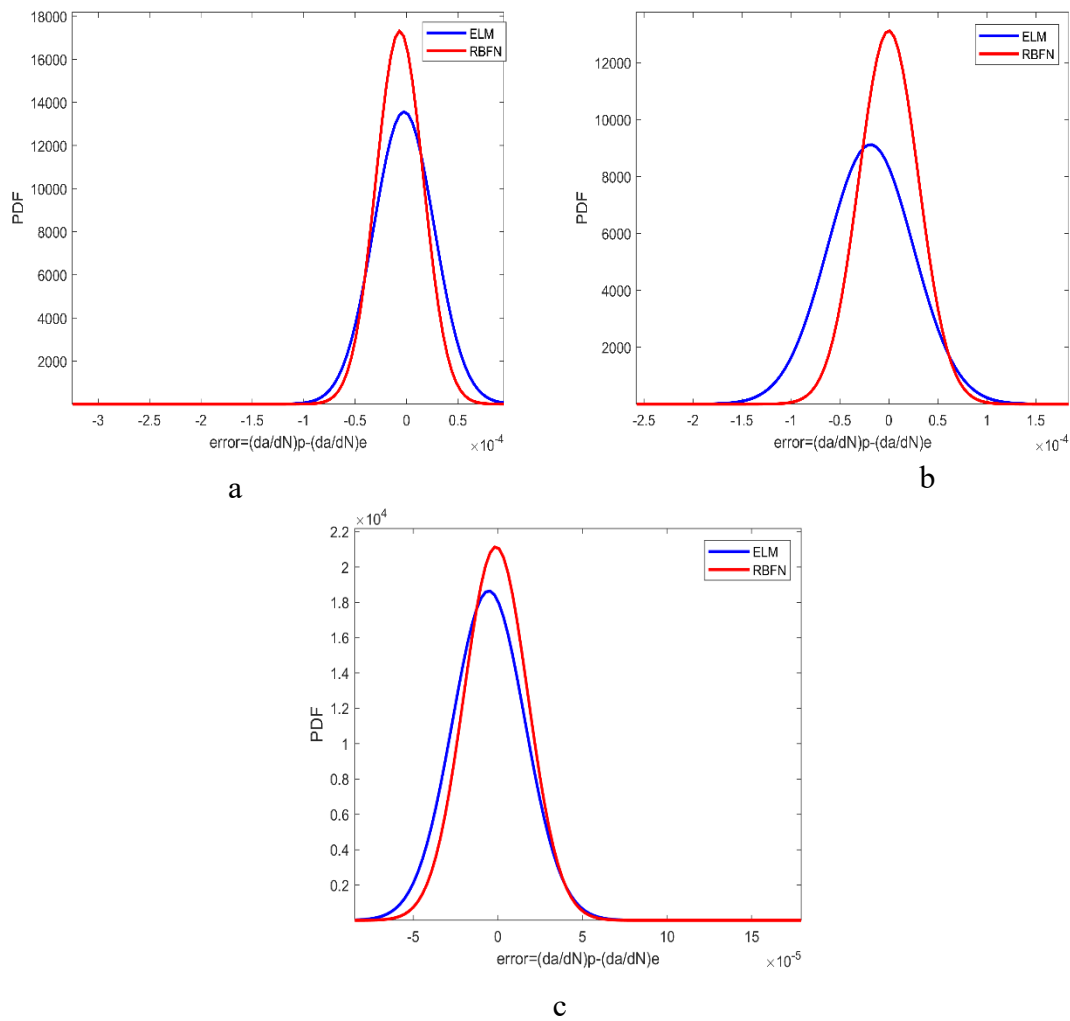 18000
16000
14000
12000
10000
8000
6000
4000
2000
PDF
ELM
RBFN
-3 -2.5 -2 -1.5 -1 -0.5 0 0.5
error=(da/dN)p-(da/dN)e
×10-4
a
12000
10000
8000
6000
4000
2000
PDF
ELM
RBFN
-2.5 -2 -1.5 -1 -0.5 0 0.5 1 1.5
error=(da/dN)p-(da/dN)e
×10-4
b
×104
2.2
2
1.8
1.6
1.4
1.2
1
0.8
0.6
0.4
0.2
PDF
ELM
RBFN
-5 0 5 10 15
error=(da/dN)p-(da/dN)e
×10-5
c